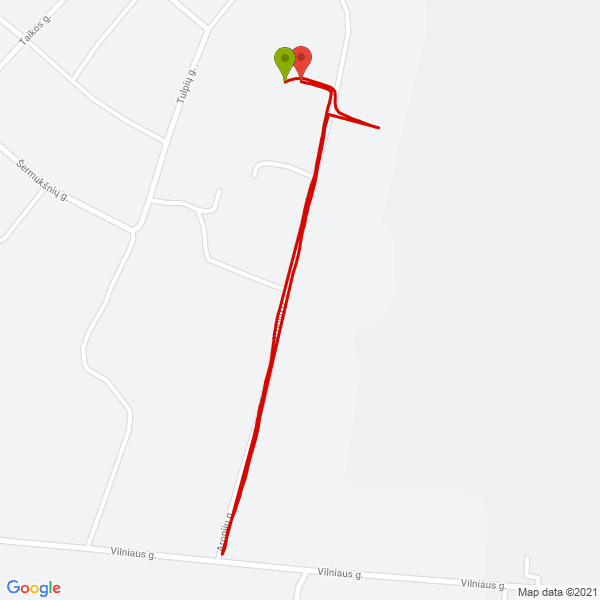 Taikos g.
Tulpių g.
Šermukšnių g.
Aronijų g.
Vilniaus g.
Vilniaus g.
Vilniaus g.
Google
Map data ©2021